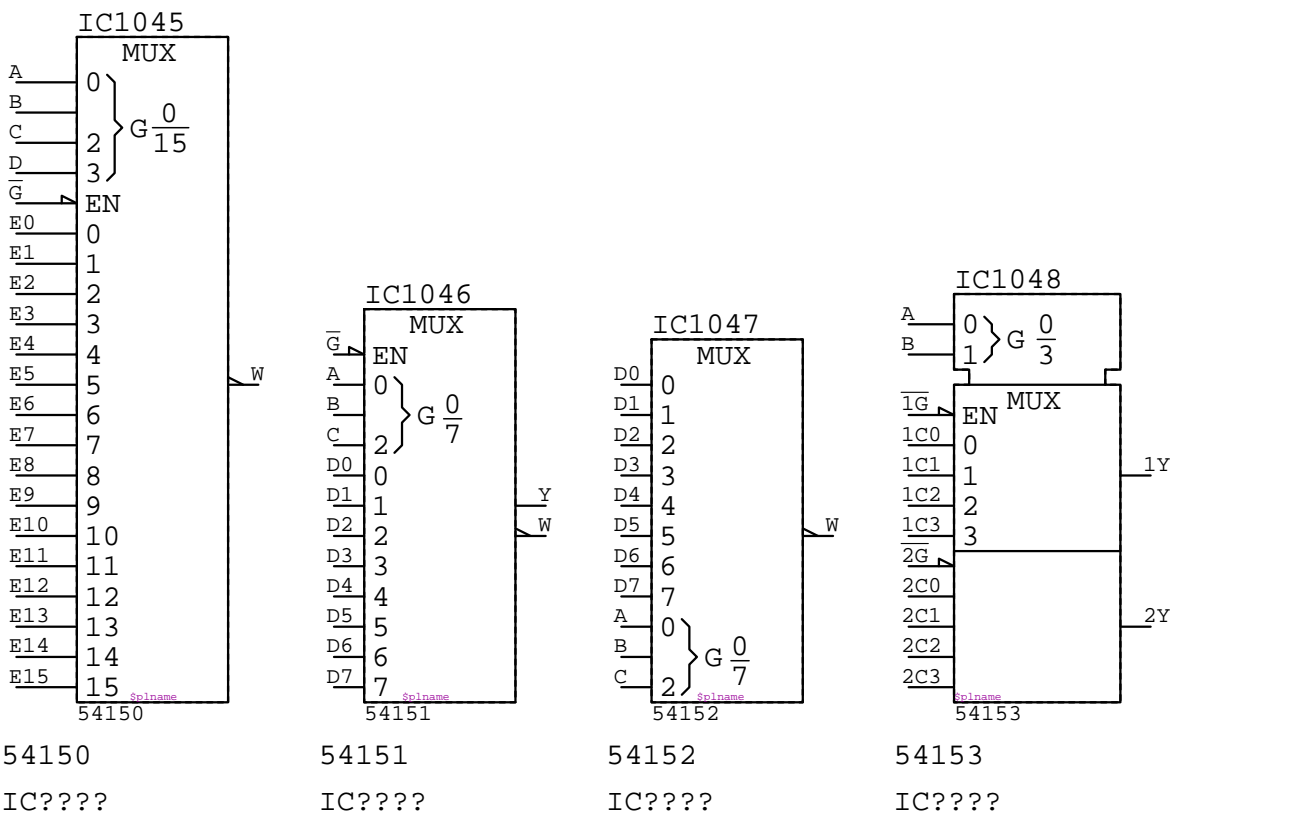 IC1045
MUX
A
0
B
0
G
15
C
2
D
3
G
EN
E0
0
E1
1
E2
2
E3
3
E4
4
E5
5
W
E6
6
E7
7
E8
8
E9
9
E10
10
E11
11
E12
12
E13
13
E14
14
E15
15
$plname
54150
54150
IC????
IC1046
MUX
G
EN
A
0
B
G
0
7
C
2
D0
0
D1
1
Y
D2
2
W
D3
3
D4
4
D5
5
D6
6
D7
7
$plname
54151
54151
IC????
IC1047
MUX
D0
0
D1
1
D2
2
D3
3
D4
4
D5
5
W
D6
6
D7
7
A
0
B
G
0
7
C
2
$plname
54152
54152
IC????
IC1048
A
0
G
0
3
B
1
MUX
1G
EN
1C0
0
1C1
1
1Y
1C2
2
1C3
3
2G
2C0
2C1
2Y
2C2
2C3
$plname
54153
54153
IC????